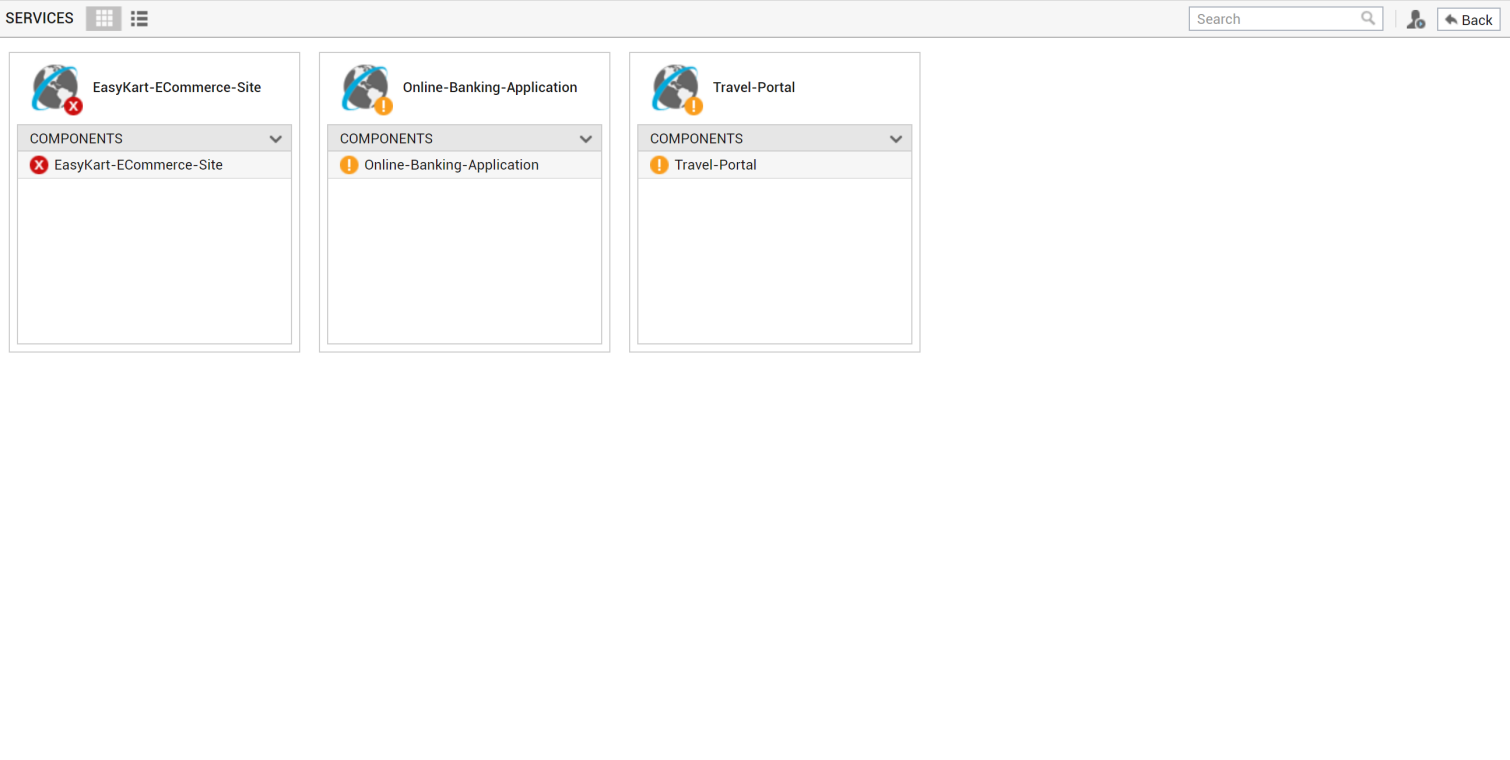 SERVICES
Search
Back
EasyKart-ECommerce-Site
COMPONENTS
EasyKart-ECommerce-Site
Online-Banking-Application
COMPONENTS
Online-Banking-Application
Travel-Portal
COMPONENTS
Travel-Portal